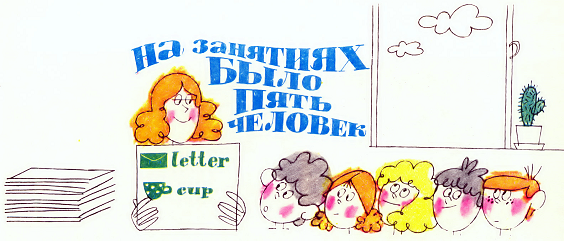 на занятиях
было
пять
человек
letter
cup